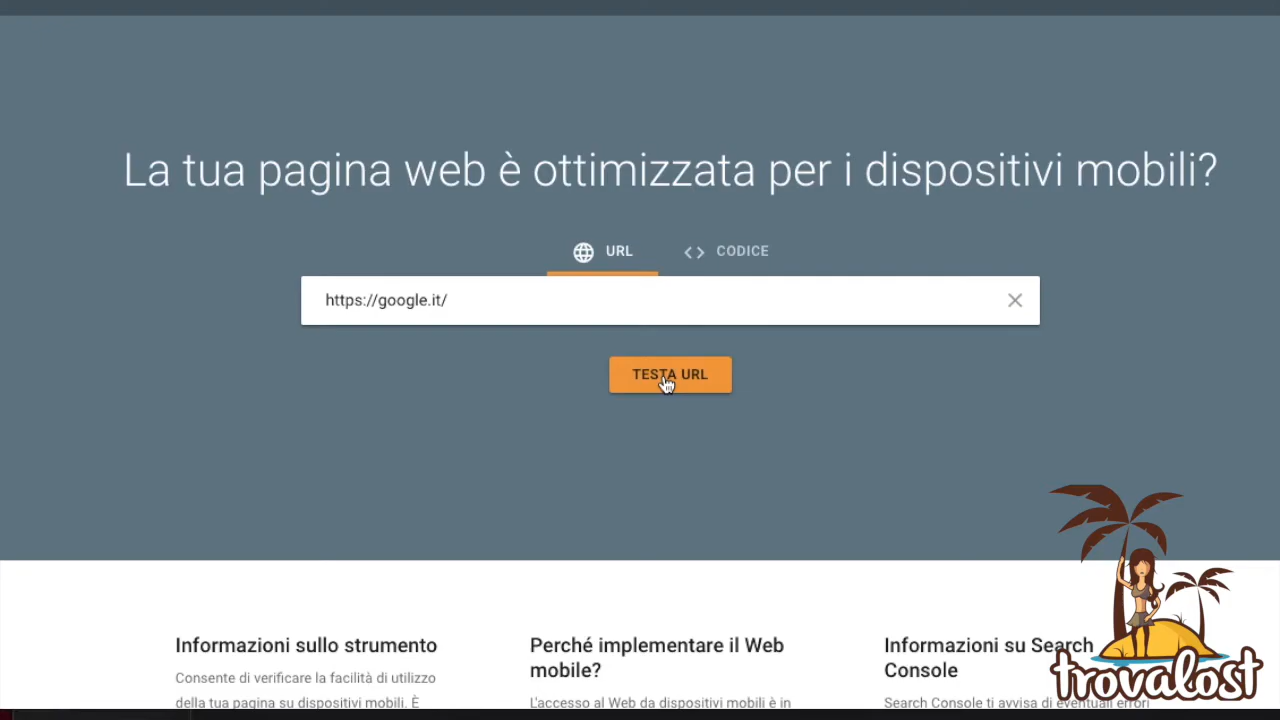 La tua pagina web è ottimizzata per i dispositivi mobili?
URL
CODICE
https://google.it/
TESTA URL
Informazioni sullo strumento
Consente di verificare la facilità di utilizzo
della tua pagina su dispositivi mobili. È
Perché implementare il Web
mobile?
L'accesso al Web da dispositivi mobili è in
Informazioni su Search
Console
Search Console ti avvisa di eventuali errori
trovalost